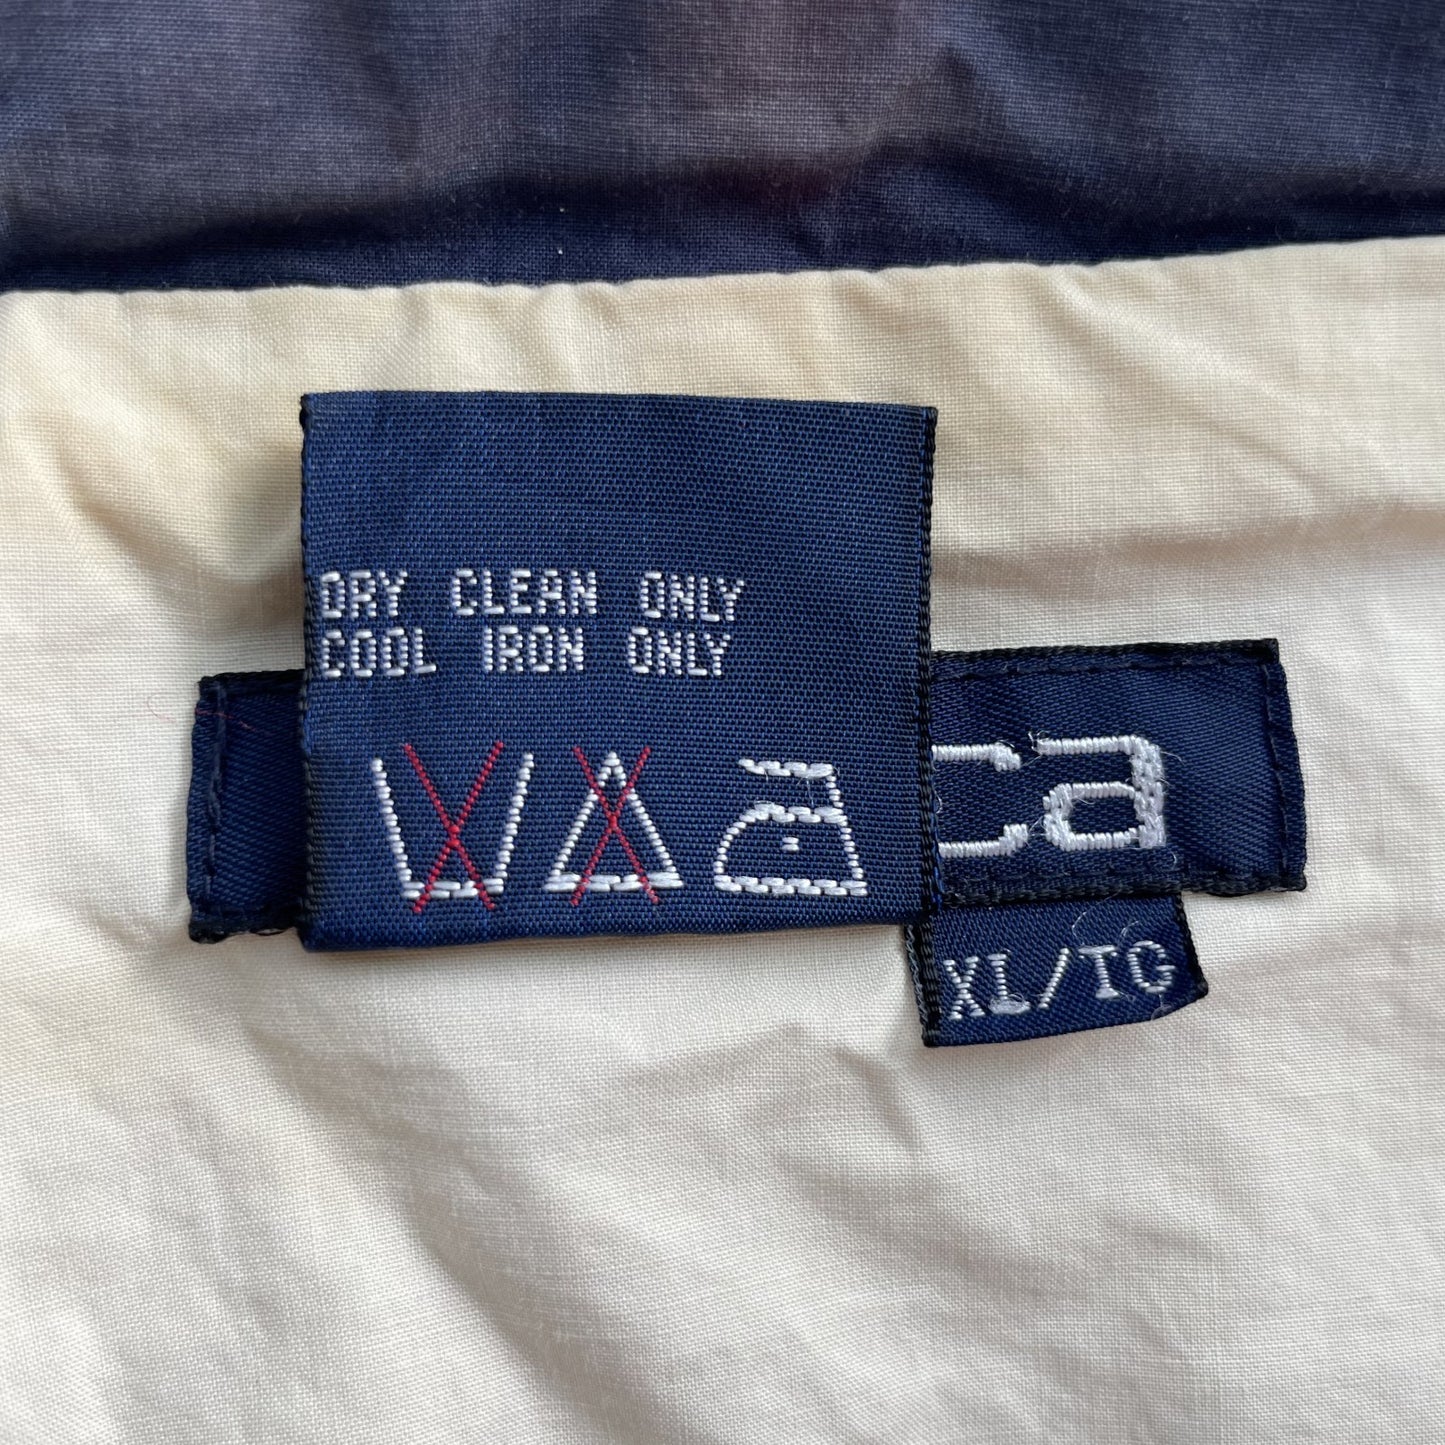 DRY CLEAN ONLY
COOL IRON ONLY
ca
XL/TG